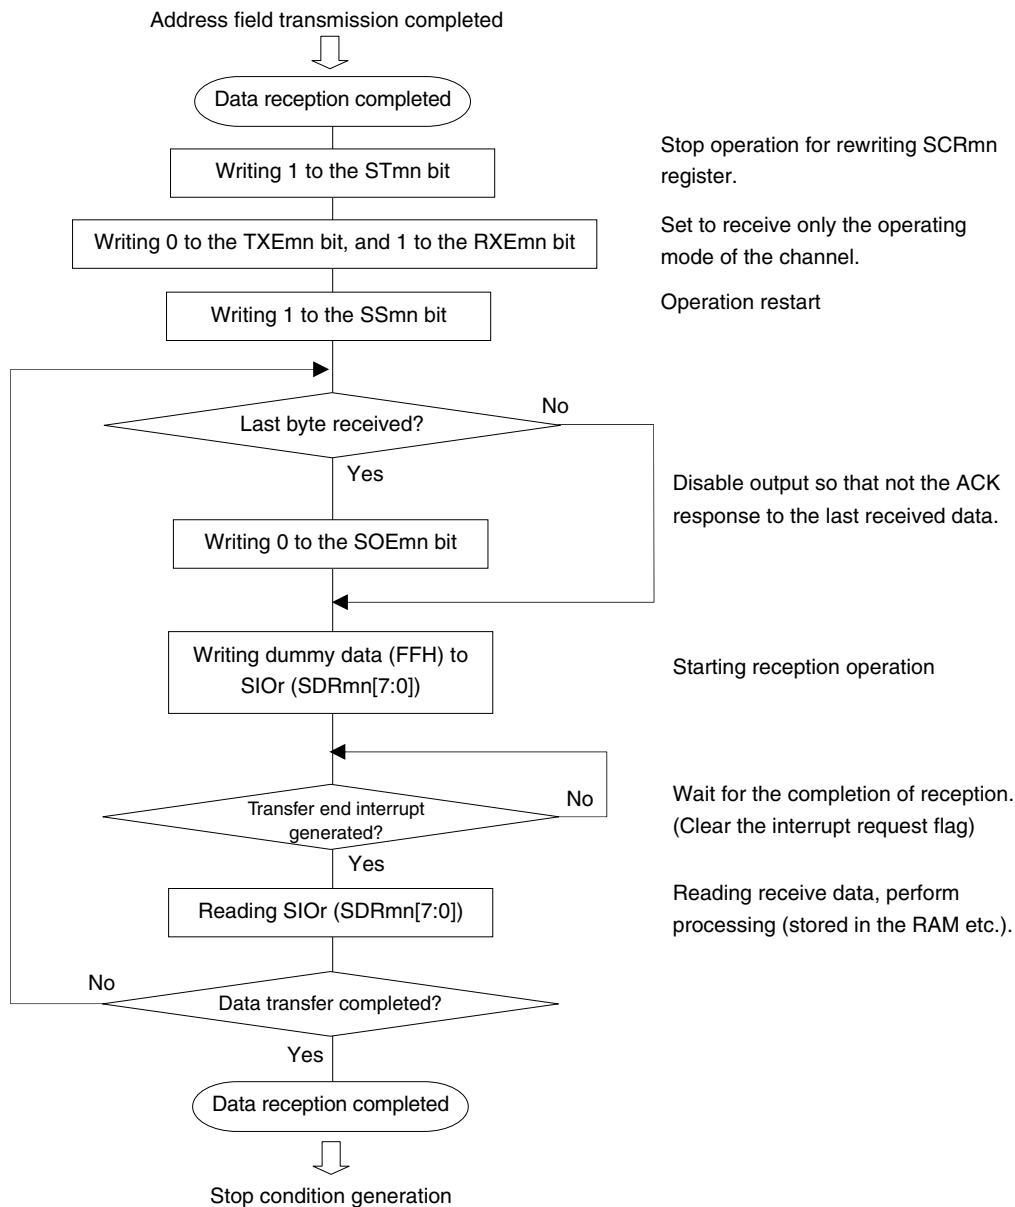 Address field transmission completed
Data reception completed
Writing 1 to the STmn bit
Stop operation for rewriting SCRmn
register.
Writing 0 to the TXEmn bit, and 1 to the RXEmn bit
Set to receive only the operating
mode of the channel.
Writing 1 to the SSmn bit
Operation restart
Last byte received?
No
Yes
Disable output so that not the ACK
response to the last received data.
Writing 0 to the SOEmn bit
Writing dummy data (FFH) to
SIOr (SDRmn[7:0])
Starting reception operation
Transfer end interrupt
generated?
No
Wait for the completion of reception.
(Clear the interrupt request flag)
Yes
Reading SIOr (SDRmn[7:0])
Reading receive data, perform
processing (stored in the RAM etc.).
No
Data transfer completed?
Yes
Data reception completed
Stop condition generation